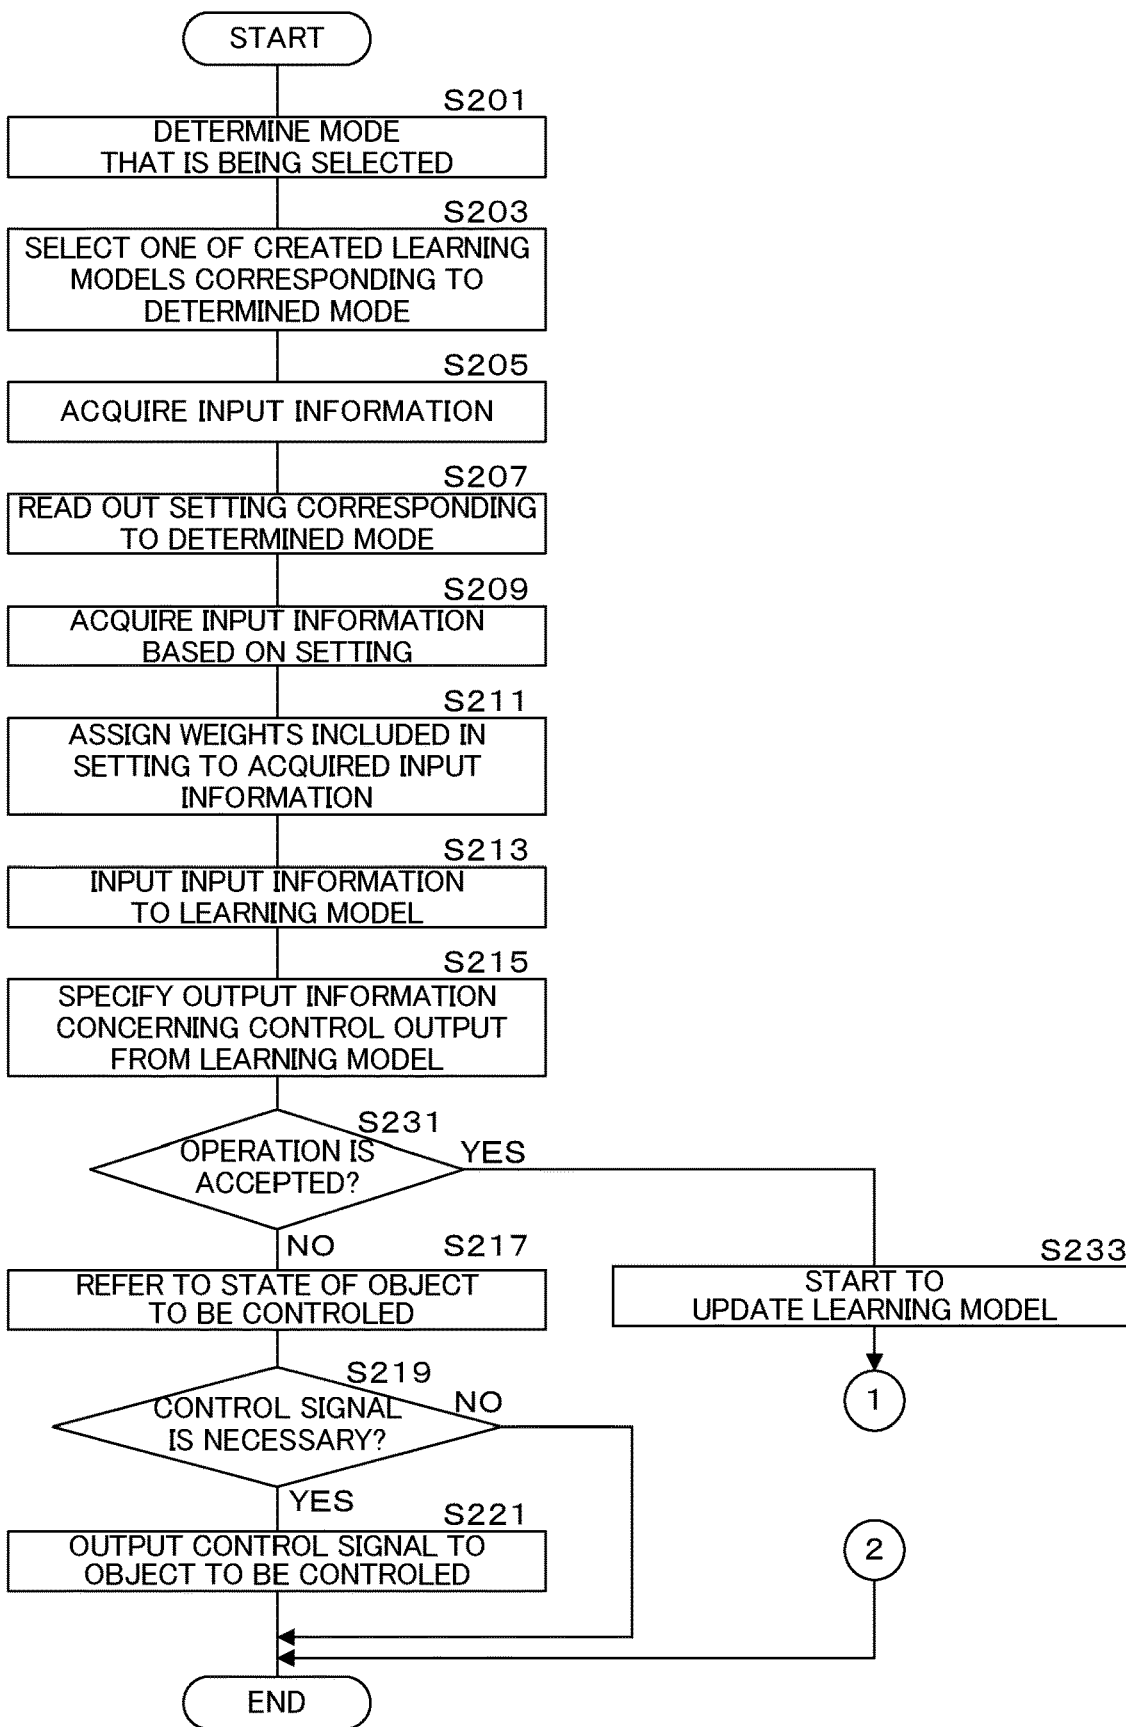 START
S201
DETERMINE MODE
THAT IS BEING SELECTED
S203
SELECT ONE OF CREATED LEARNING
MODELS CORRESPONDING TO
DETERMINED MODE
S205
ACQUIRE INPUT INFORMATION
S207
READ OUT SETTING CORRESPONDING
TO DETERMINED MODE
S209
ACQUIRE INPUT INFORMATION
BASED ON SETTING
S211
ASSIGN WEIGHTS INCLUDED IN
SETTING TO ACQUIRED INPUT
INFORMATION
S213
INPUT INPUT INFORMATION
TO LEARNING MODEL
S215
SPECIFY OUTPUT INFORMATION
CONCERNING CONTROL OUTPUT
FROM LEARNING MODEL
S231
OPERATION IS
ACCEPTED?
YES
NO
S217
REFER TO STATE OF OBJECT
TO BE CONTROLED
S233
START TO
UPDATE LEARNING MODEL
1
S219
CONTROL SIGNAL
IS NECESSARY?
NO
YES
S221
OUTPUT CONTROL SIGNAL TO
OBJECT TO BE CONTROLED
2
END